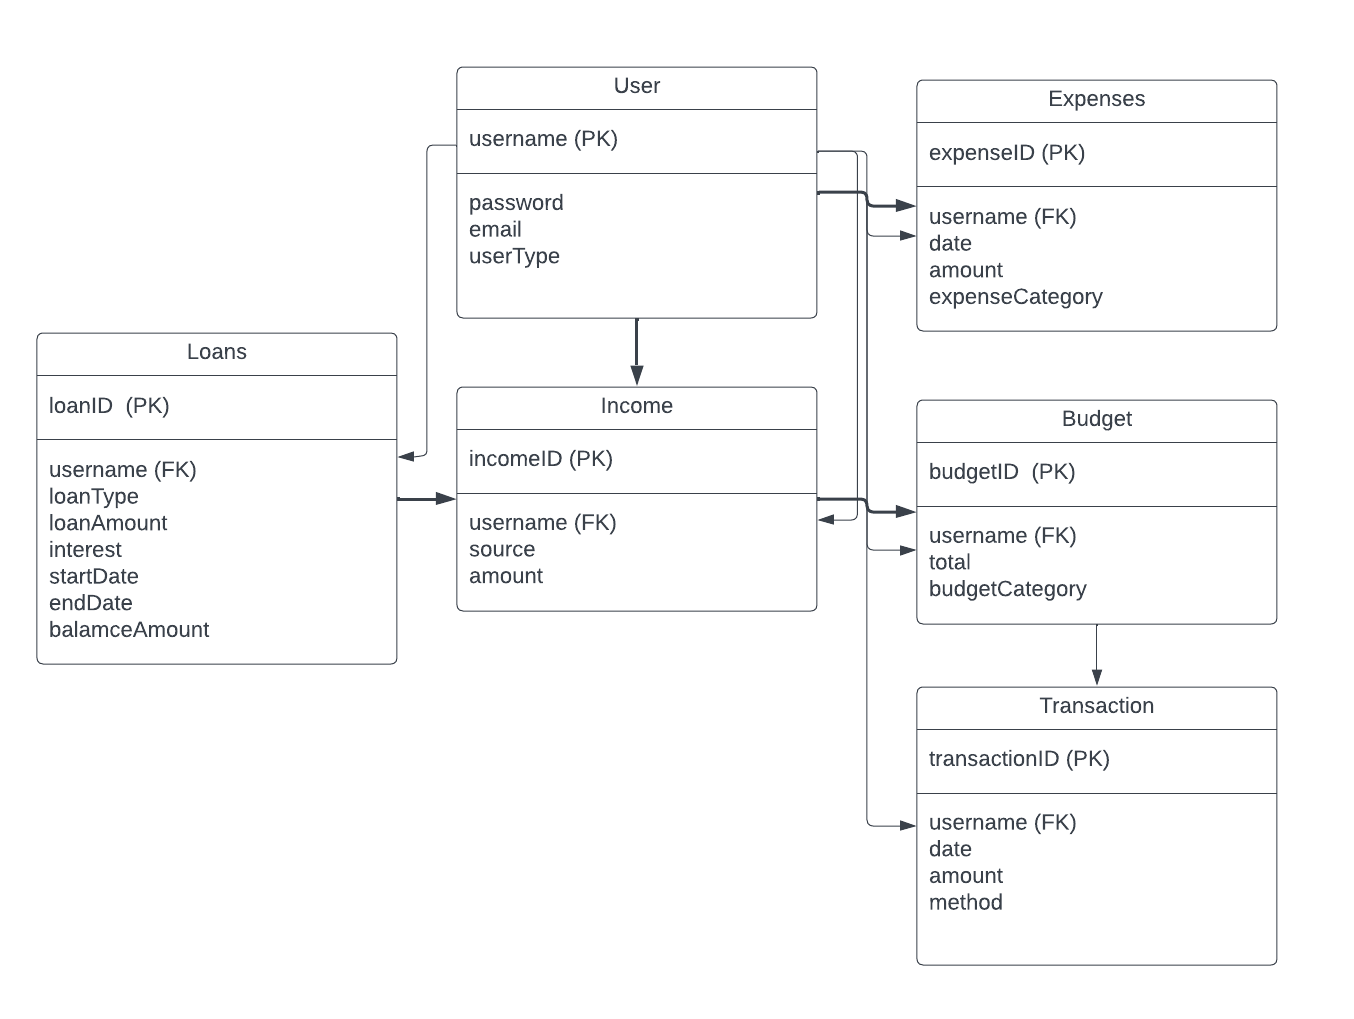 User
username (PK)
password
email
userType
Expenses
expenseID (PK)
username (FK)
date
amount
expenseCategory
Loans
loanID  (PK)
username (FK)
loanType
loanAmount
interest
startDate
endDate
balamceAmount
Income
incomeID (PK)
username (FK)
source
amount
Budget
budgetID  (PK)
username (FK)
total
budgetCategory
Transaction
transactionID (PK)
username (FK)
date
amount
method